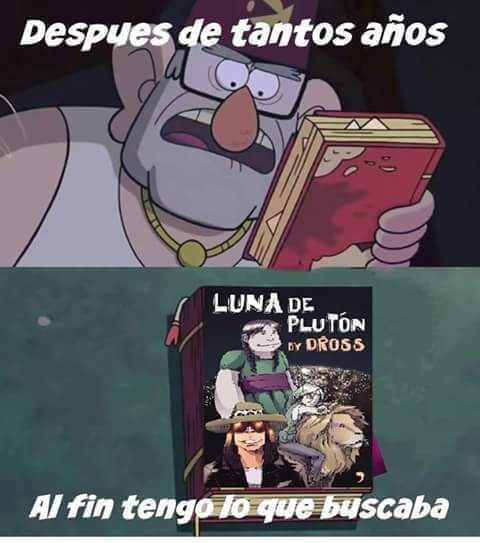 Despues de tantos años
LUNA DE
PLUTÓN
BY DROSS
Al fin tengo lo que buscaba